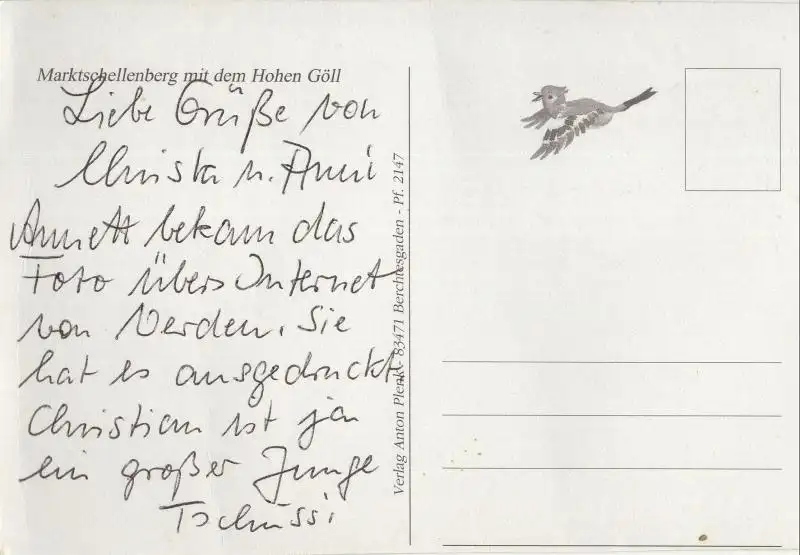 Marktschellenberg mit dem Hohen Göll
Liebe Grüße von
Christa u.
Annett bekam das
Foto übers Internet
von Verden. Sie
hat es ausgedruckt.
Christian ist ja
ein großer Junge
Tschüssi
Verlag Anton Plenk - 83471 Berchtesgaden - Pf. 2147